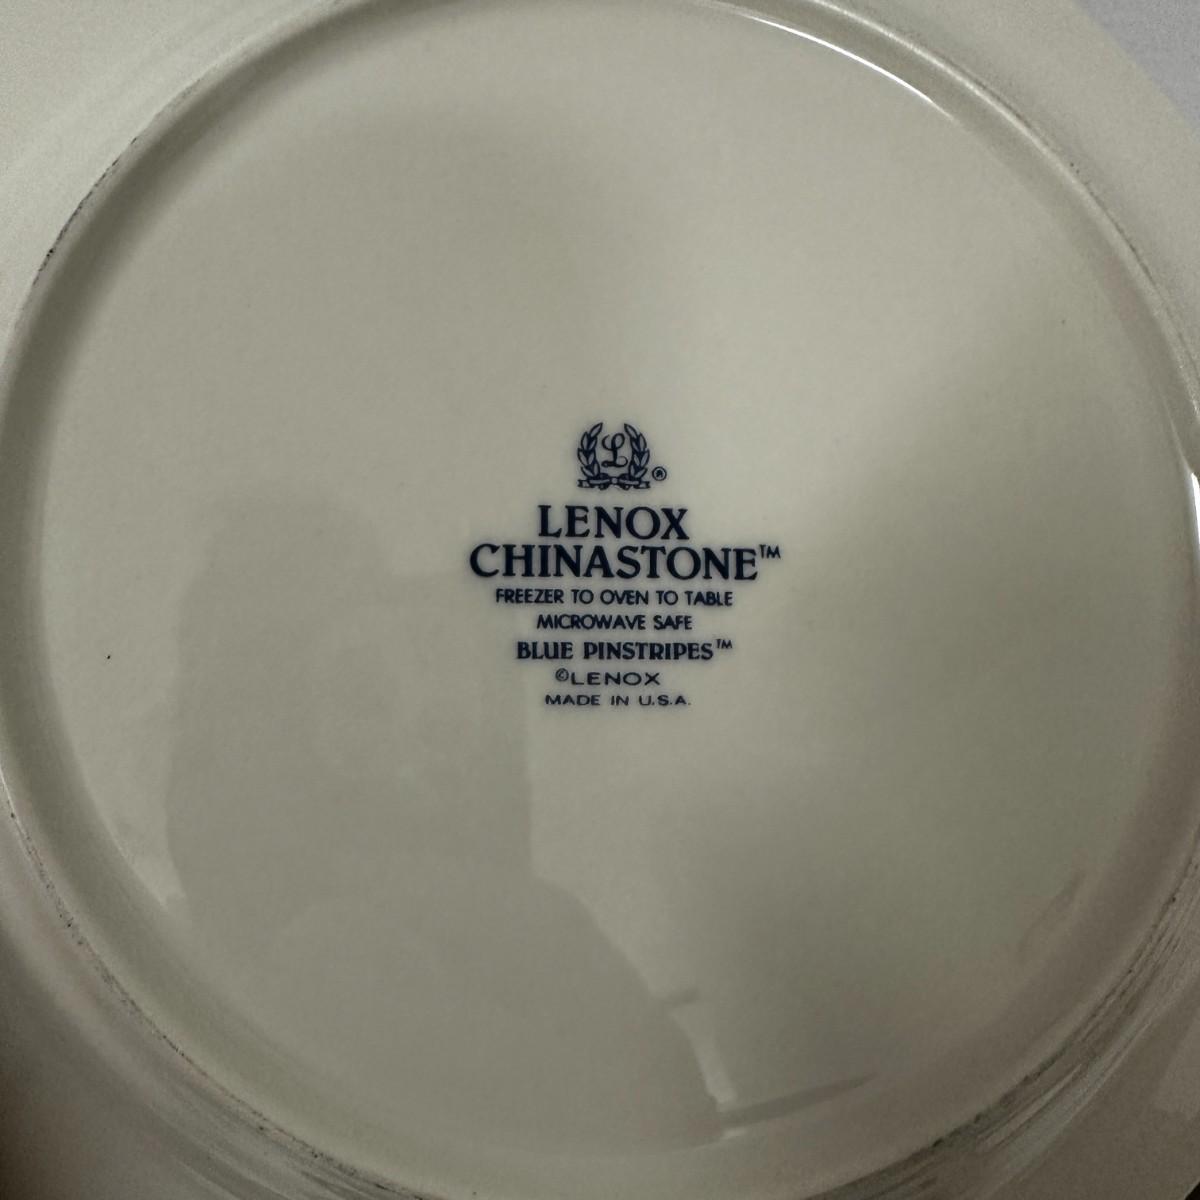 L ®
LENOX
CHINASTONE™
FREEZER TO OVEN TO TABLE
MICROWAVE SAFE
BLUE PINSTRIPES™
©LENOX
MADE IN U.S.A.